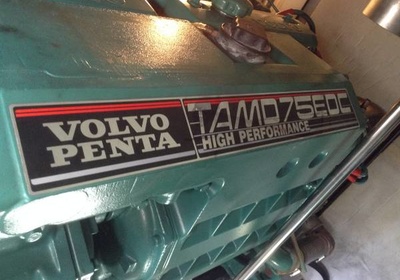 VOLVO
PENTA
TAMD75EDC
HIGH PERFORMANCE